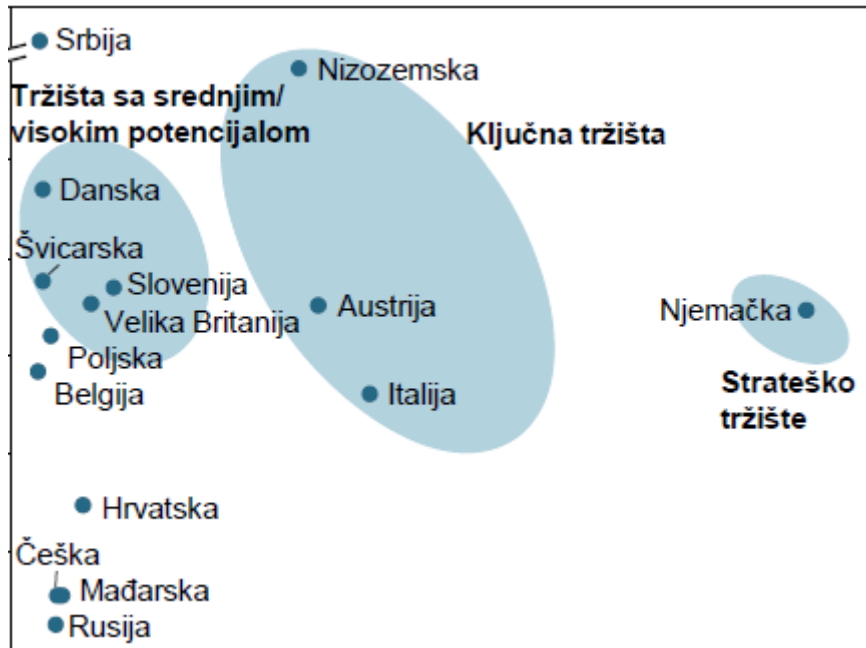 Srbija
Nizozemska
Tržišta sa srednjim/
visokim potencijalom
Ključna tržišta
Danska
Švicarska
Slovenija
Velika Britanija
Austrija
Njemačka
Poljska
Belgija
Italija
Strateško
tržište
Hrvatska
Češka
Mađarska
Rusija